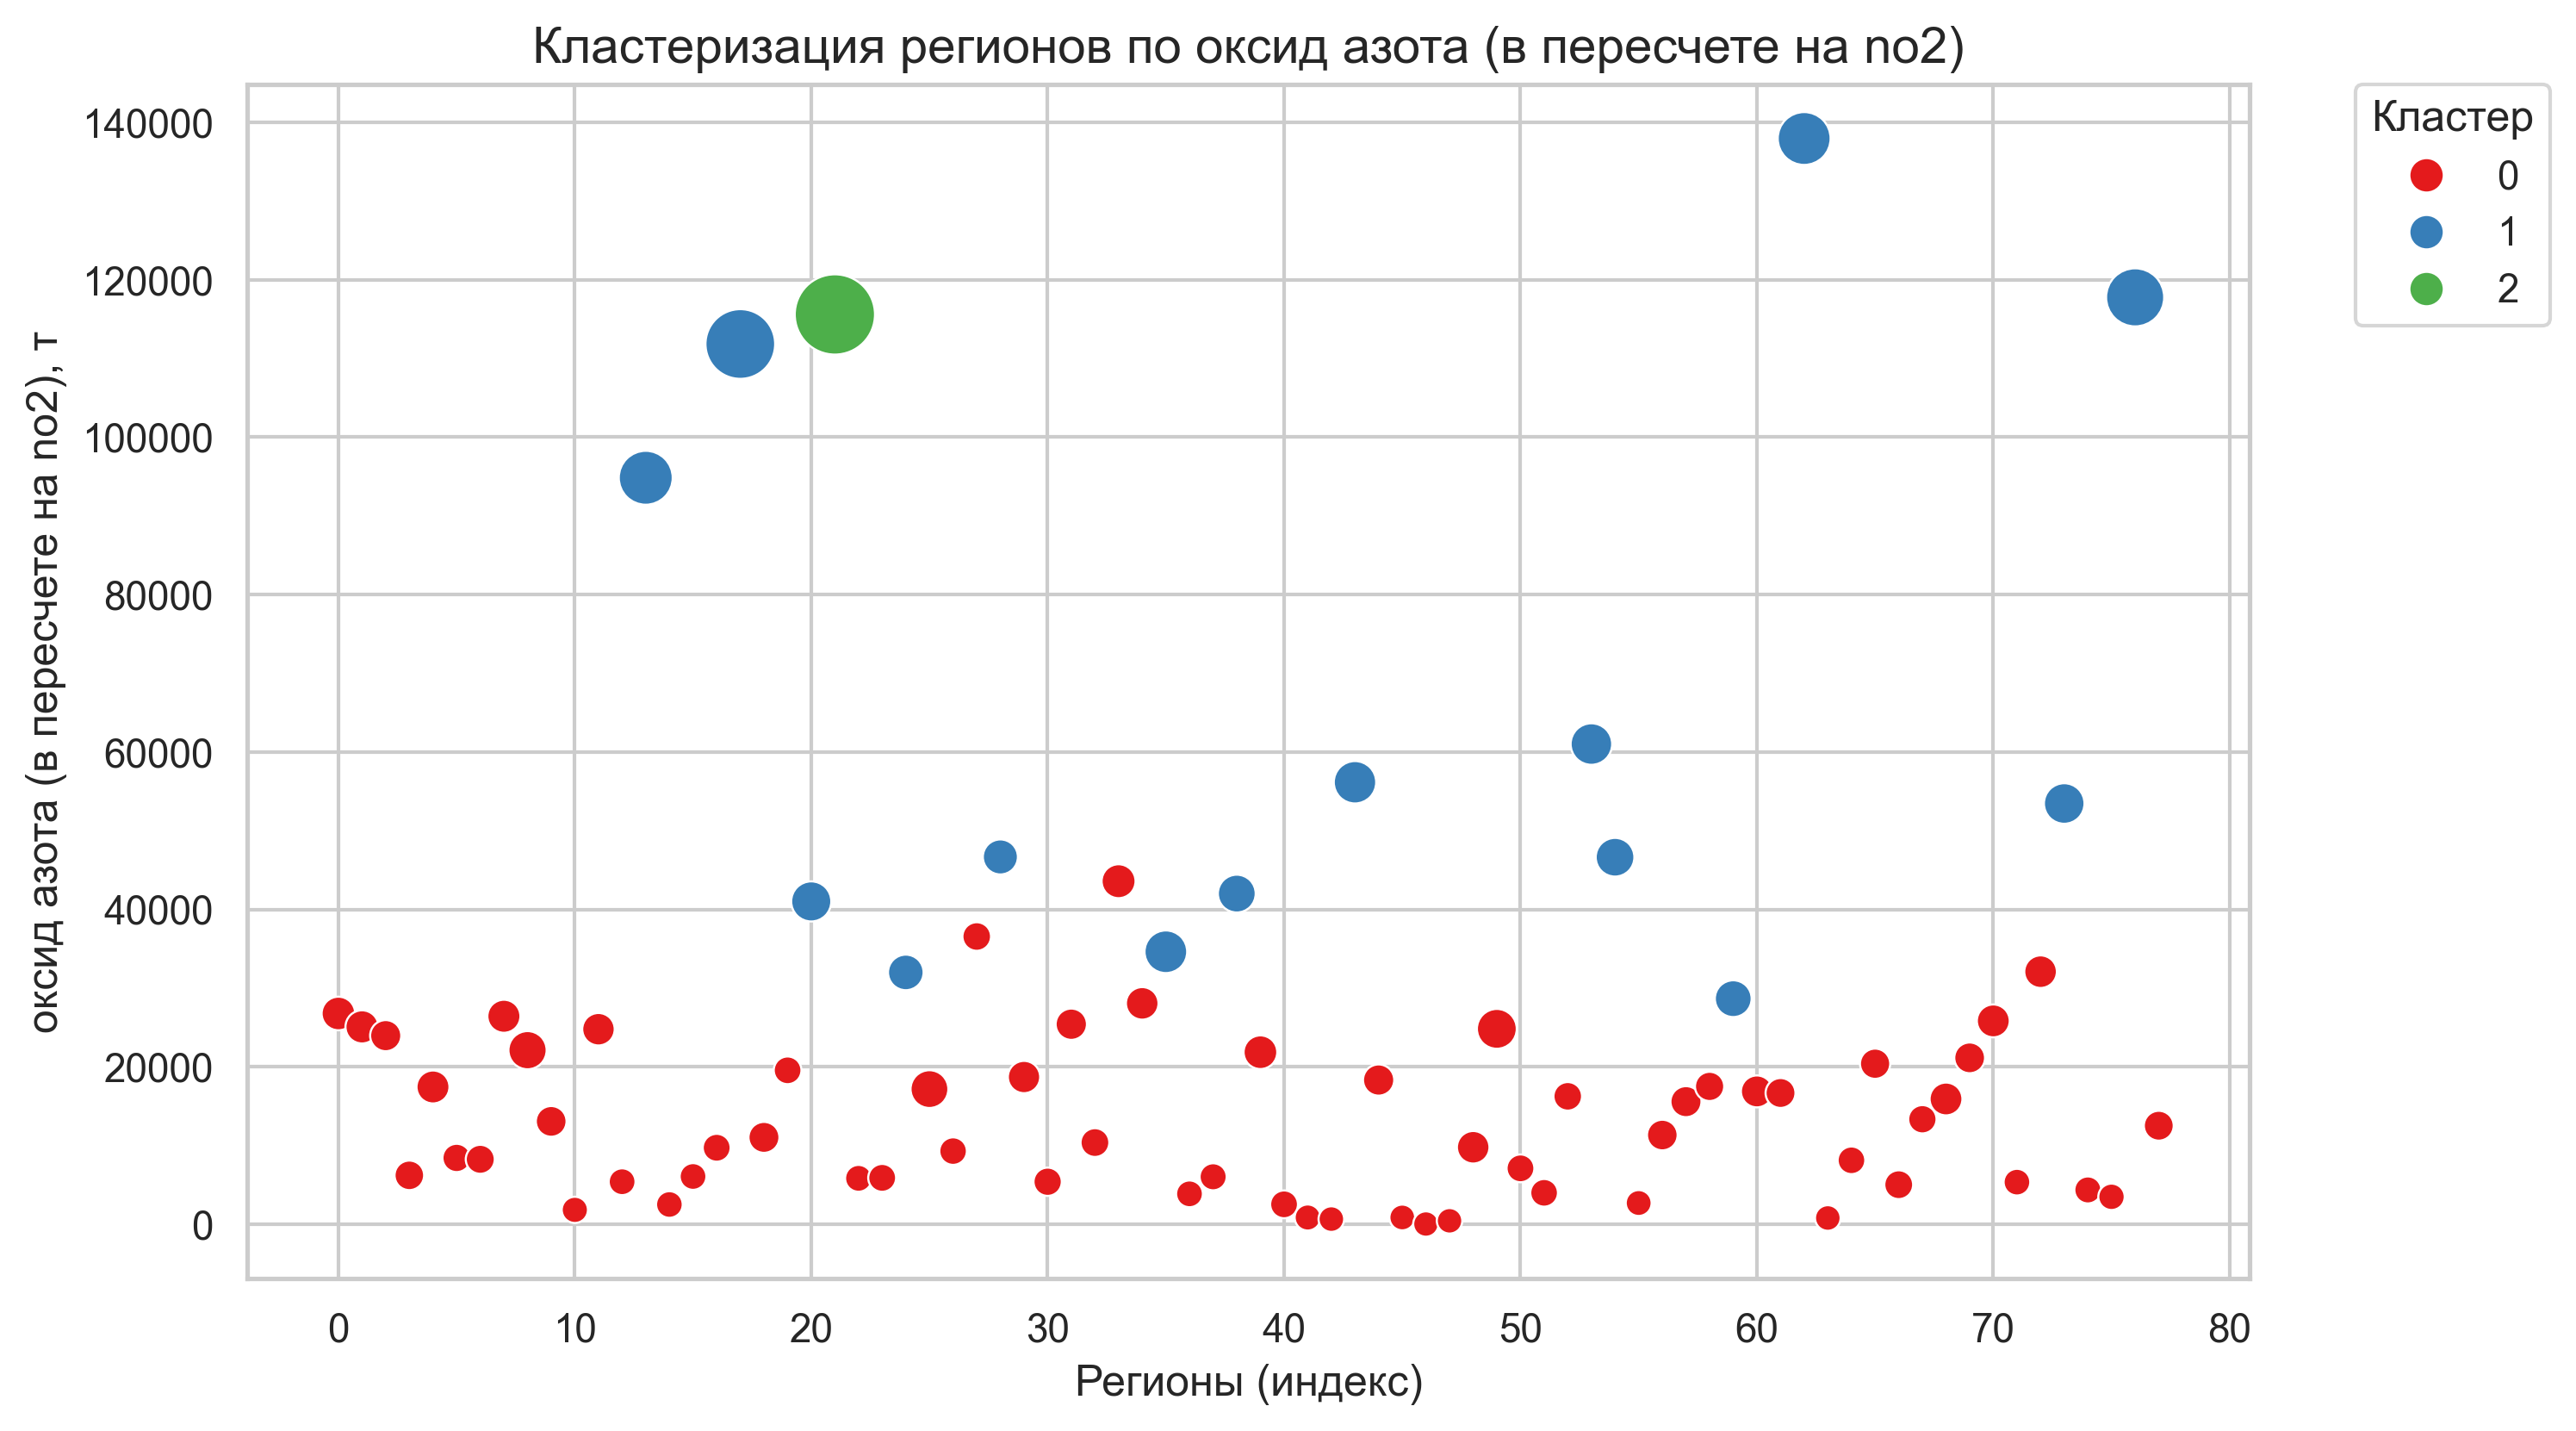 Кластеризация регионов по оксид азота (в пересчете на no2)
оксид азота (в пересчете на no2), т
140000
120000
100000
80000
60000
40000
20000
0
0 10 20 30 40 50 60 70 80
Регионы (индекс)
Кластер
0
1
2